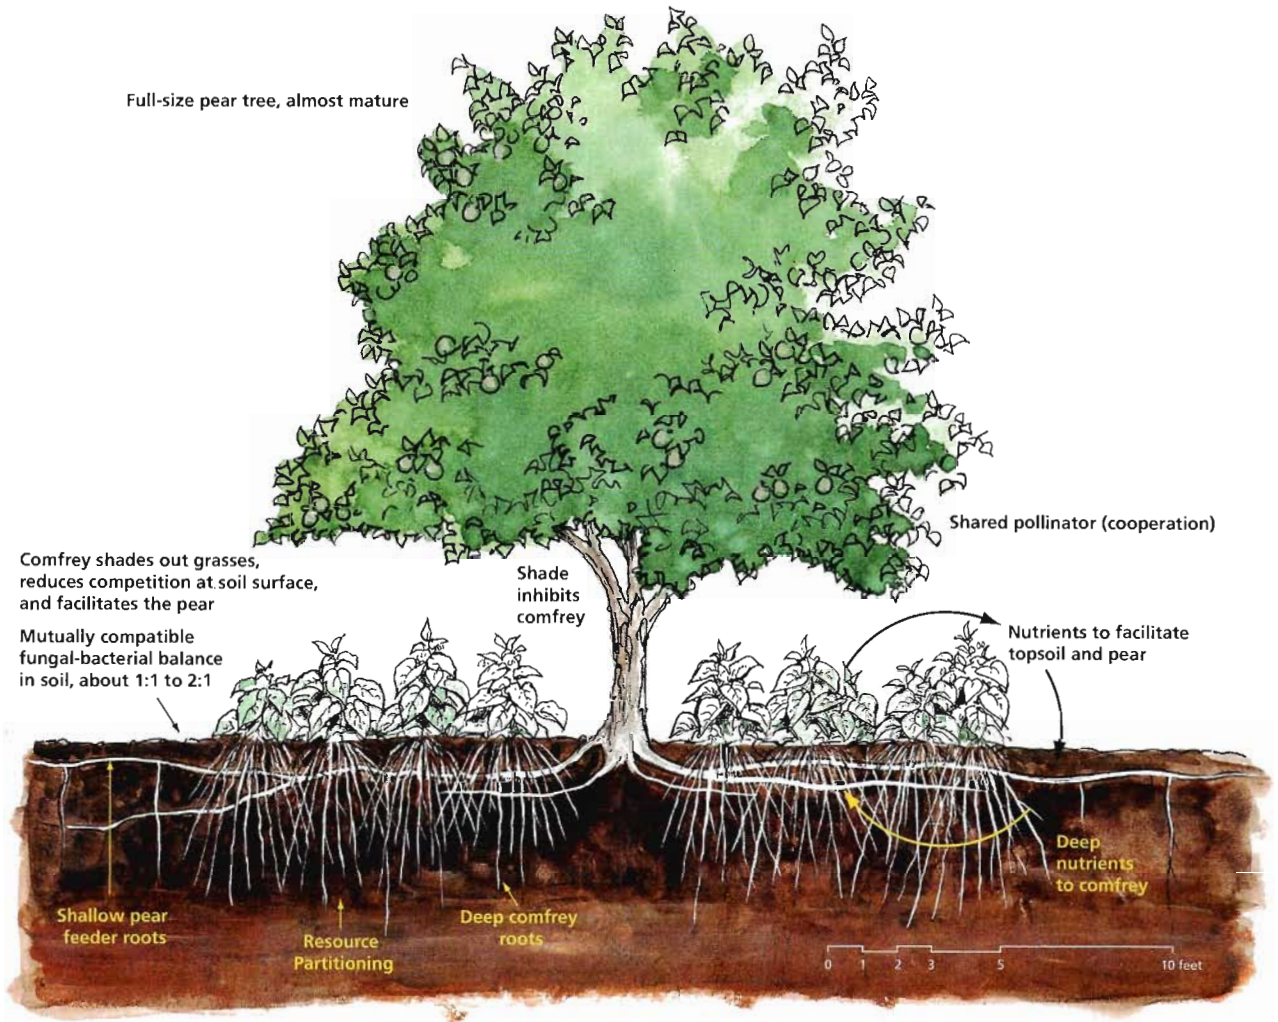 Full-size pear tree, almost mature
Shared pollinator (cooperation)
Comfrey shades out grasses,
reduces competition at soil surface,
and facilitates the pear
Shade
inhibits
comfrey
Mutually compatible
fungal-bacterial balance
in soil, about 1:1 to 2:1
Nutrients to facilitate
topsoil and pear
Deep
nutrients
to comfrey
Shallow pear
feeder roots
Resource
Partitioning
Deep comfrey
roots
0 1 2 3 5 10 feet